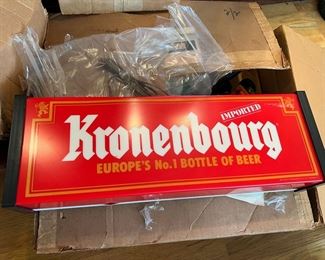 IMPORTED
Kronenbourg
EUROPE'S No.1 BOTTLE OF BEER